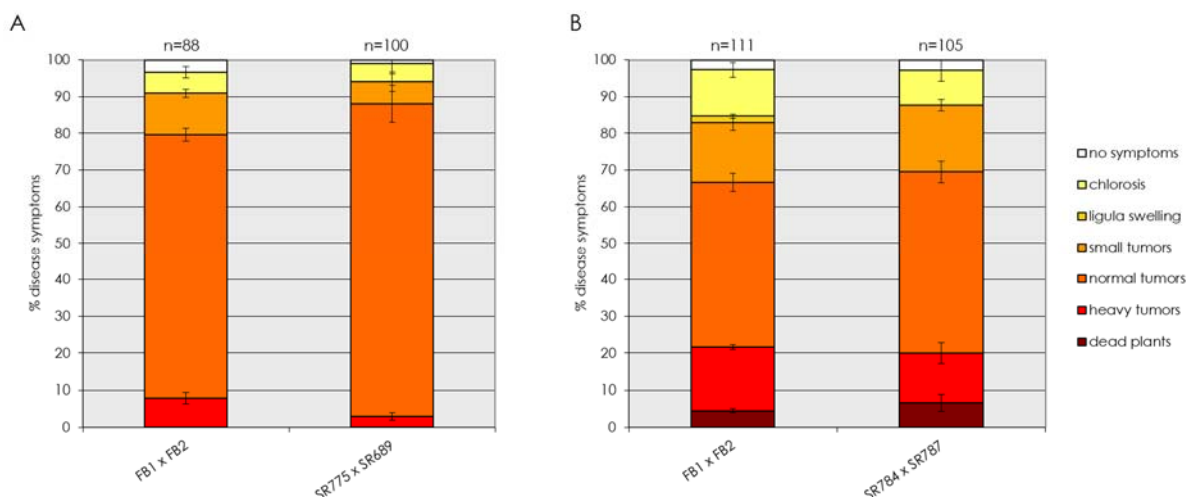 A
n=88
n=100
100
90
80
70
60
50
40
30
20
10
0
% disease symptoms
FB1 x FB2
SR775 x SR689
B
n=111
n=105
100
90
80
70
60
50
40
30
20
10
0
% disease symptoms
FB1 x FB2
SR784 x SR787
no symptoms
chlorosis
ligula swelling
small tumors
normal tumors
heavy tumors
dead plants